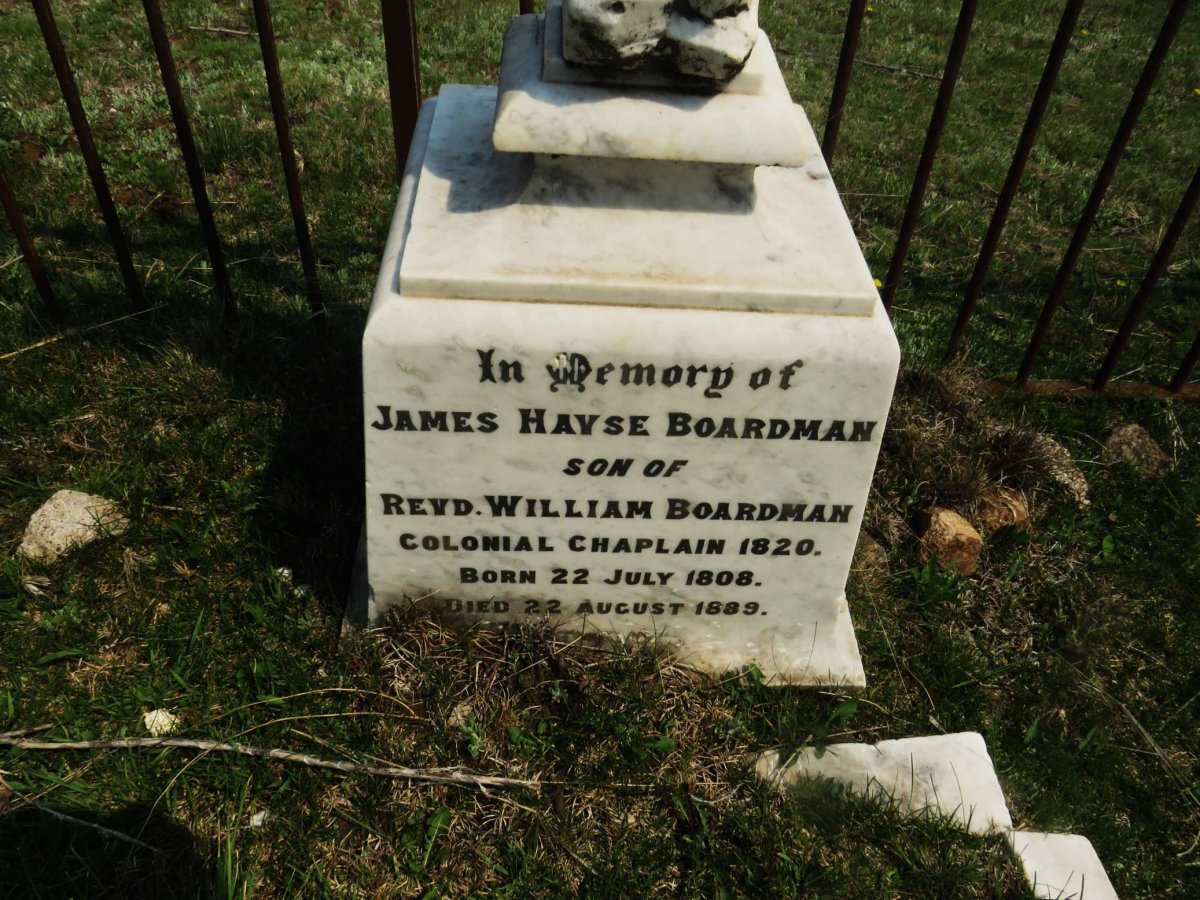 In Memory of
JAMES HAYSE BOARDMAN
SON OF
REVD. WILLIAM BOARDMAN
COLONIAL CHAPLAIN 1820.
BORN 22 JULY 1808.
DIED 22 AUGUST 1889.